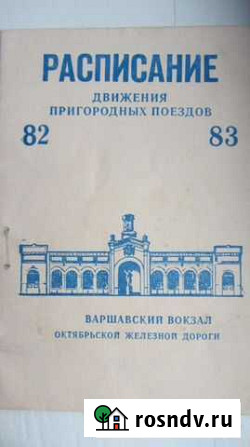 РАСПИСАНИЕ
ДВИЖЕНИЯ
ПРИГОРОДНЫХ ПОЕЗДОВ
82 83
ВАРШАВСКИЙ ВОКЗАЛ
ОКТЯБРЬСКОЙ ЖЕЛЕЗНОЙ ДОРОГИ
rosndv.ru